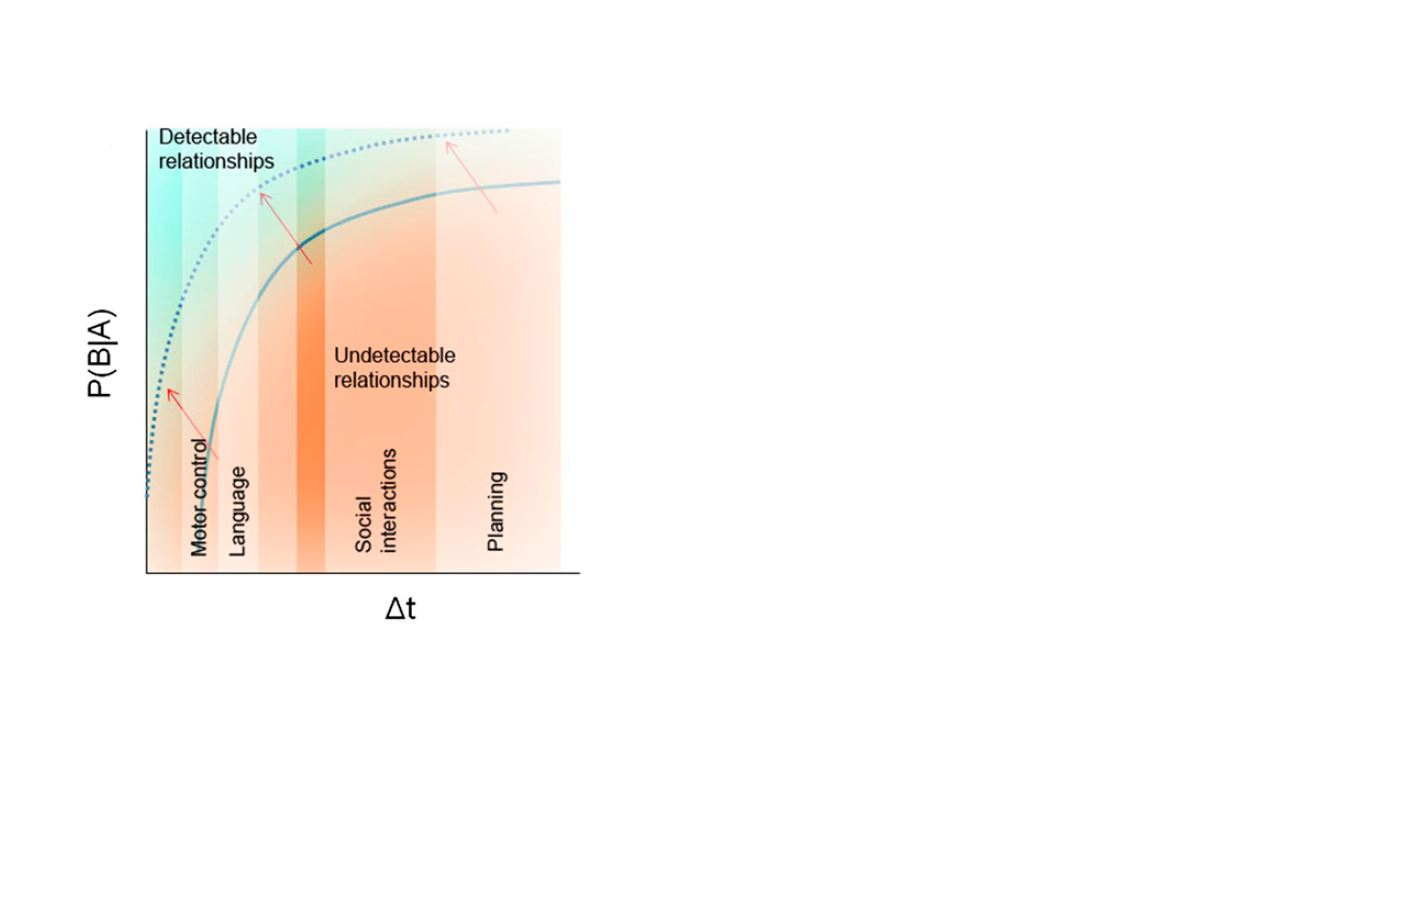 Detectable
relationships
P(B|A)
Undetectable
relationships
Motor control
Language
Social
interactions
Planning
Δt